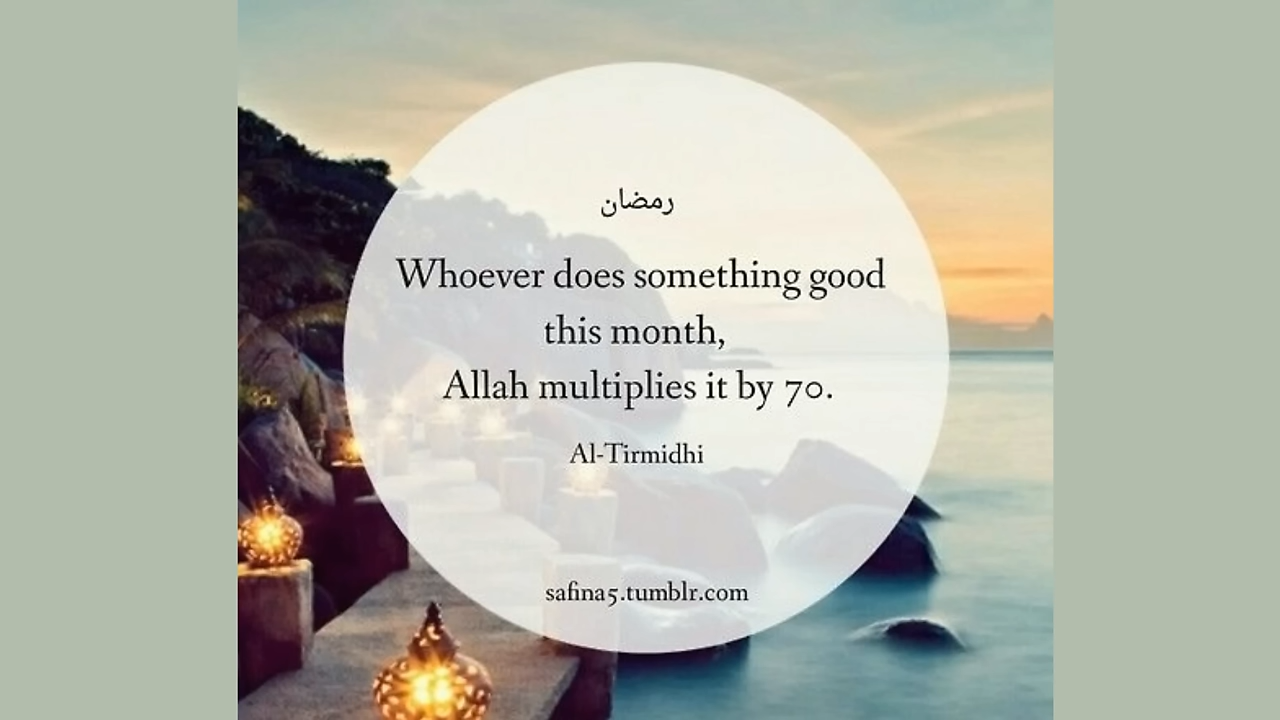 رمضان
Whoever does something good
this month,
Allah multiplies it by 70.
Al-Tirmidhi
safina5.tumblr.com